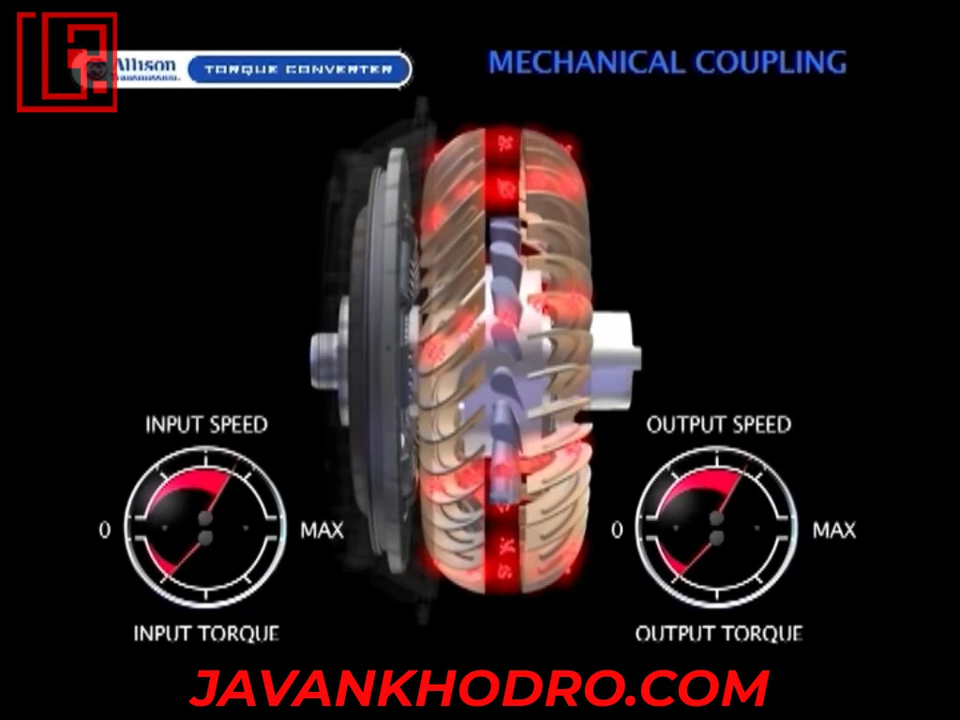 Allison
Transmission.
TORQUE CONVERTER
MECHANICAL COUPLING
INPUT SPEED
0
MAX
INPUT TORQUE
OUTPUT SPEED
0
MAX
OUTPUT TORQUE
JAVANKHODRO.COM